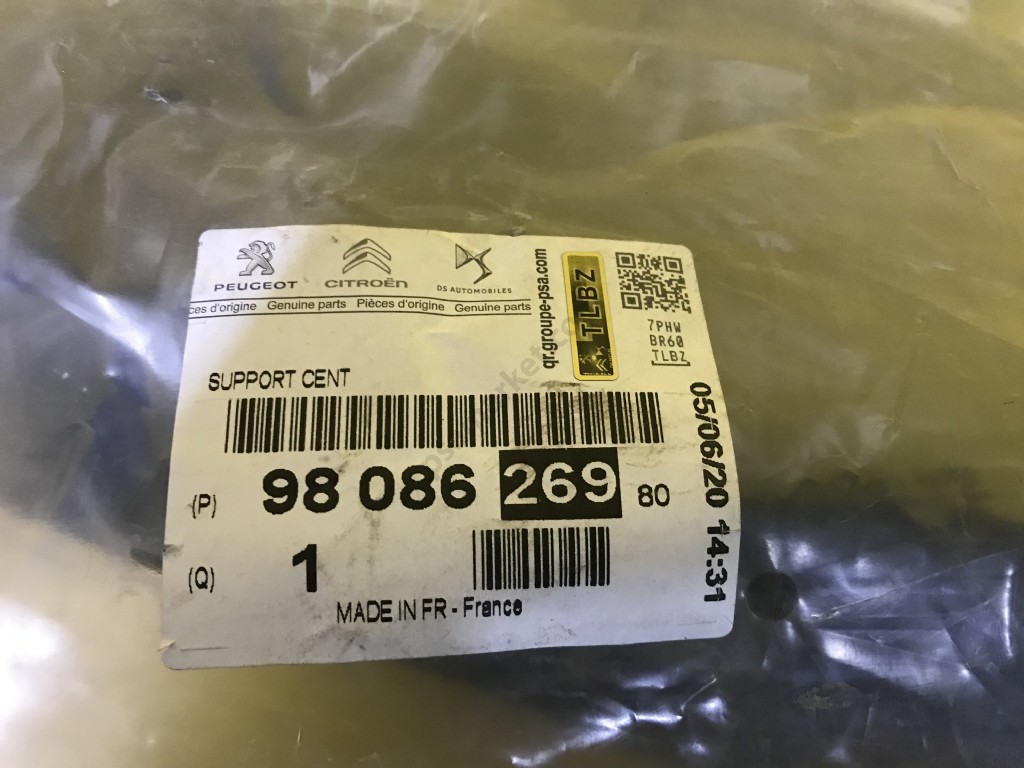 PEUGEOT
CITROËN
DS AUTOMOBILES
ces d'origine Genuine parts Pièces d'origine Genuine parts
qr.groupe-psa.com
TLBZ
7PHW
BR60
TLBZ
SUPPORT CENT
05/06/20 14:31
(P) 98 086 269 80
(Q) 1
MADE IN FR - France